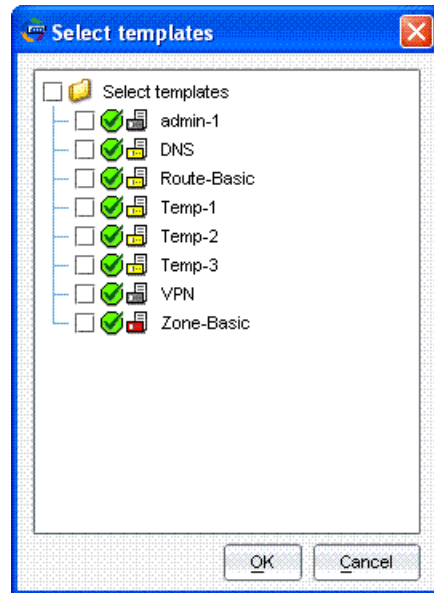 Select templates
Select templates
admin-1
DNS
Route-Basic
Temp-1
Temp-2
Temp-3
VPN
Zone-Basic
OK Cancel